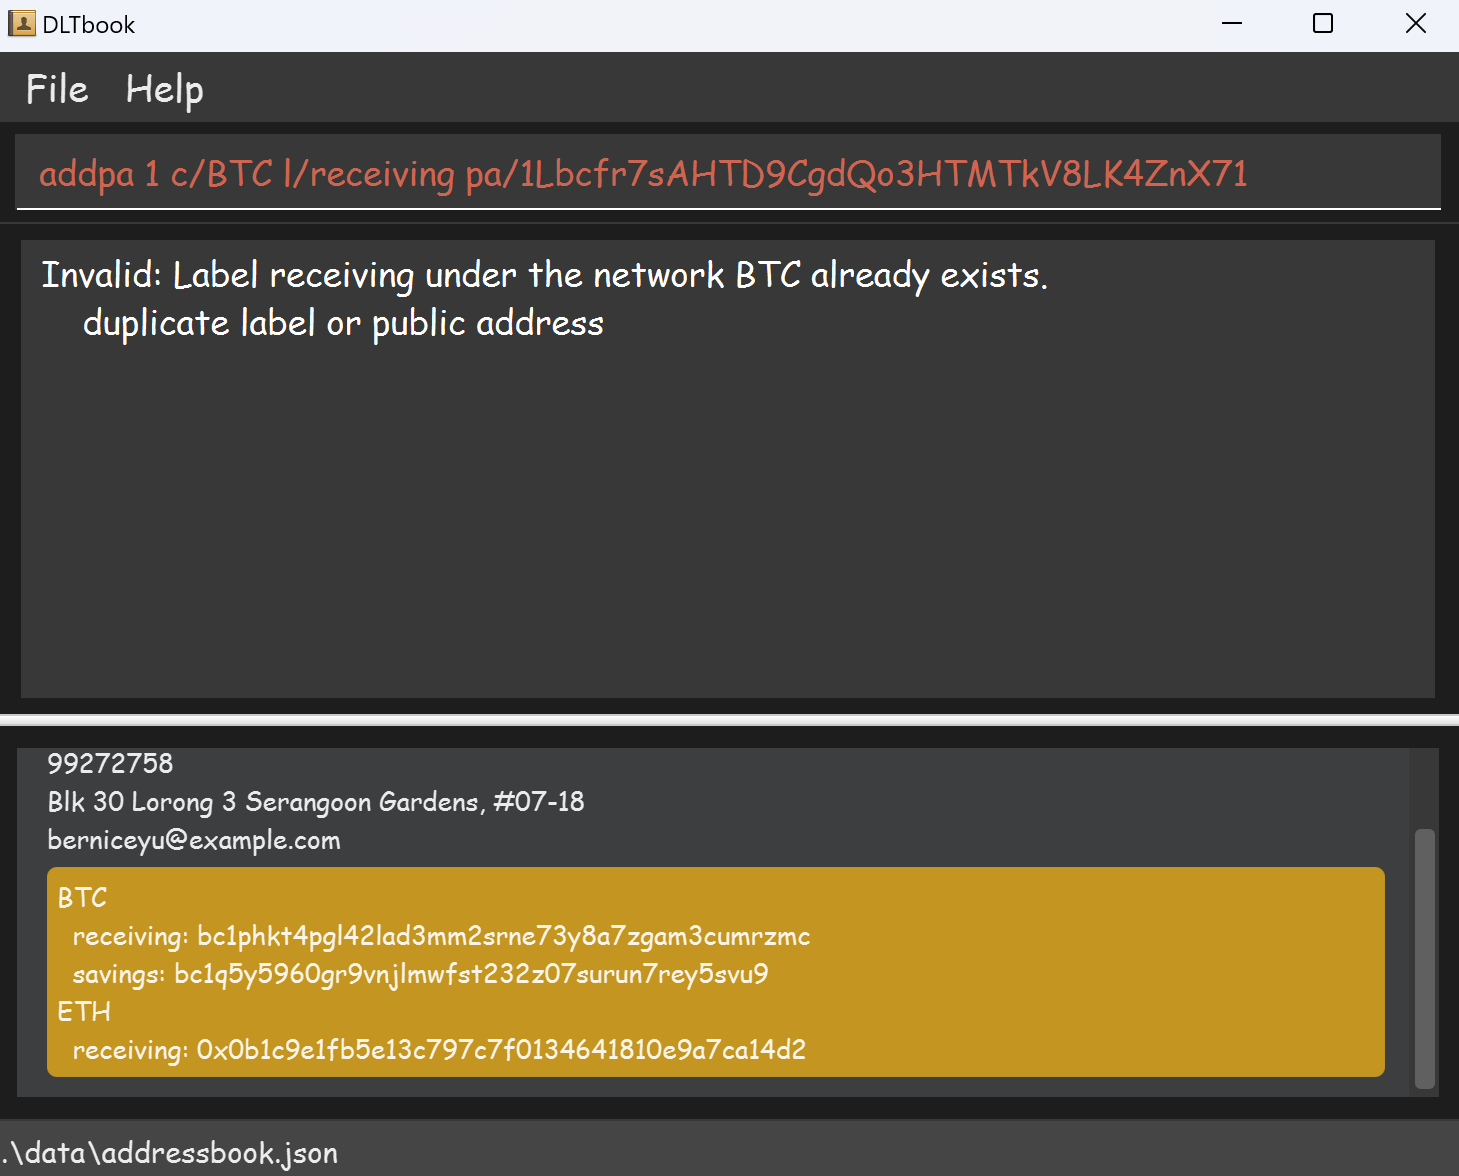 DLTbook
File Help
addpa 1 c/BTC l/receiving pa/1Lbcfr7sAHTD9CgdQo3HTMTkV8LK4ZnX71
Invalid: Label receiving under the network BTC already exists.
duplicate label or public address
99272758
Blk 30 Lorong 3 Serangoon Gardens, #07-18
berniceyu@example.com
BTC
receiving: bc1phkt4pgl42lad3mm2srne73y8a7zgam3cumrzmc
savings: bc1q5y5960gr9vnjlmwfst232z07surun7rey5svu9
ETH
receiving: 0x0b1c9e1fb5e13c797c7f0134641810e9a7ca14d2
.\data\addressbook.json